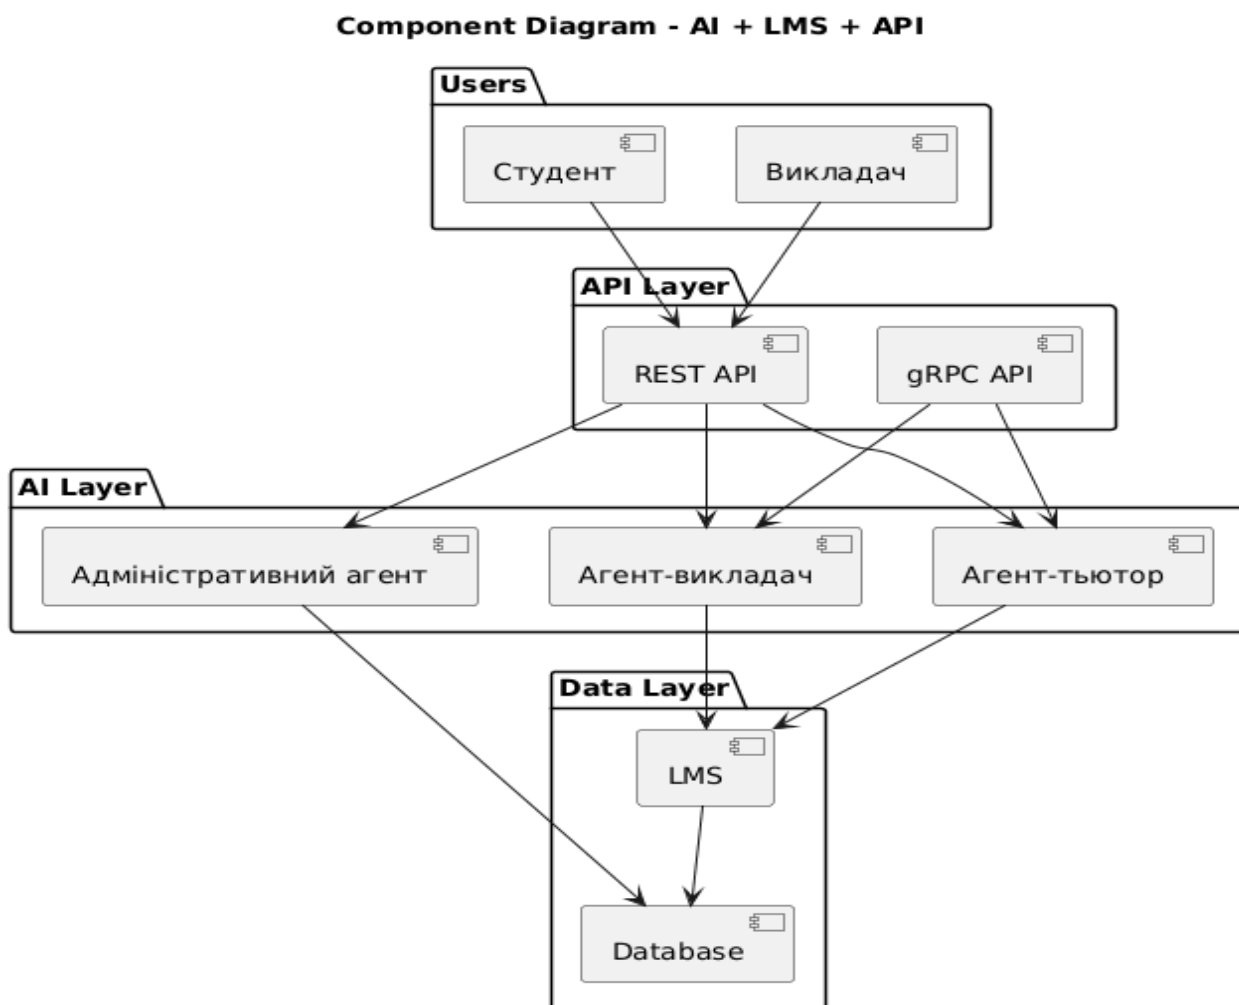 Component Diagram - AI + LMS + API
Users
Студент
Викладач
API Layer
REST API
gRPC API
AI Layer
Адміністративний агент
Агент-викладач
Агент-тьютор
Data Layer
LMS
Database